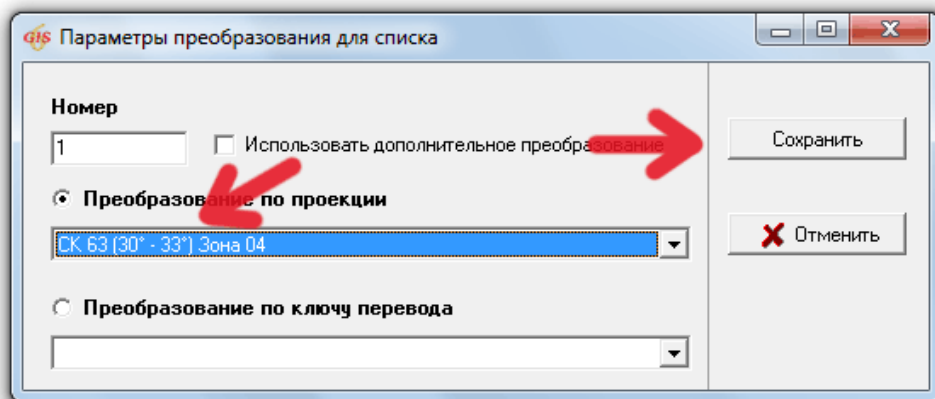 GIS Параметры преобразования для списка
Номер
1
Использовать дополнительное преобразование
Сохранить
Преобразование по проекции
СК 63 (30° - 33°) Зона 04
Отменить
Преобразование по ключу перевода